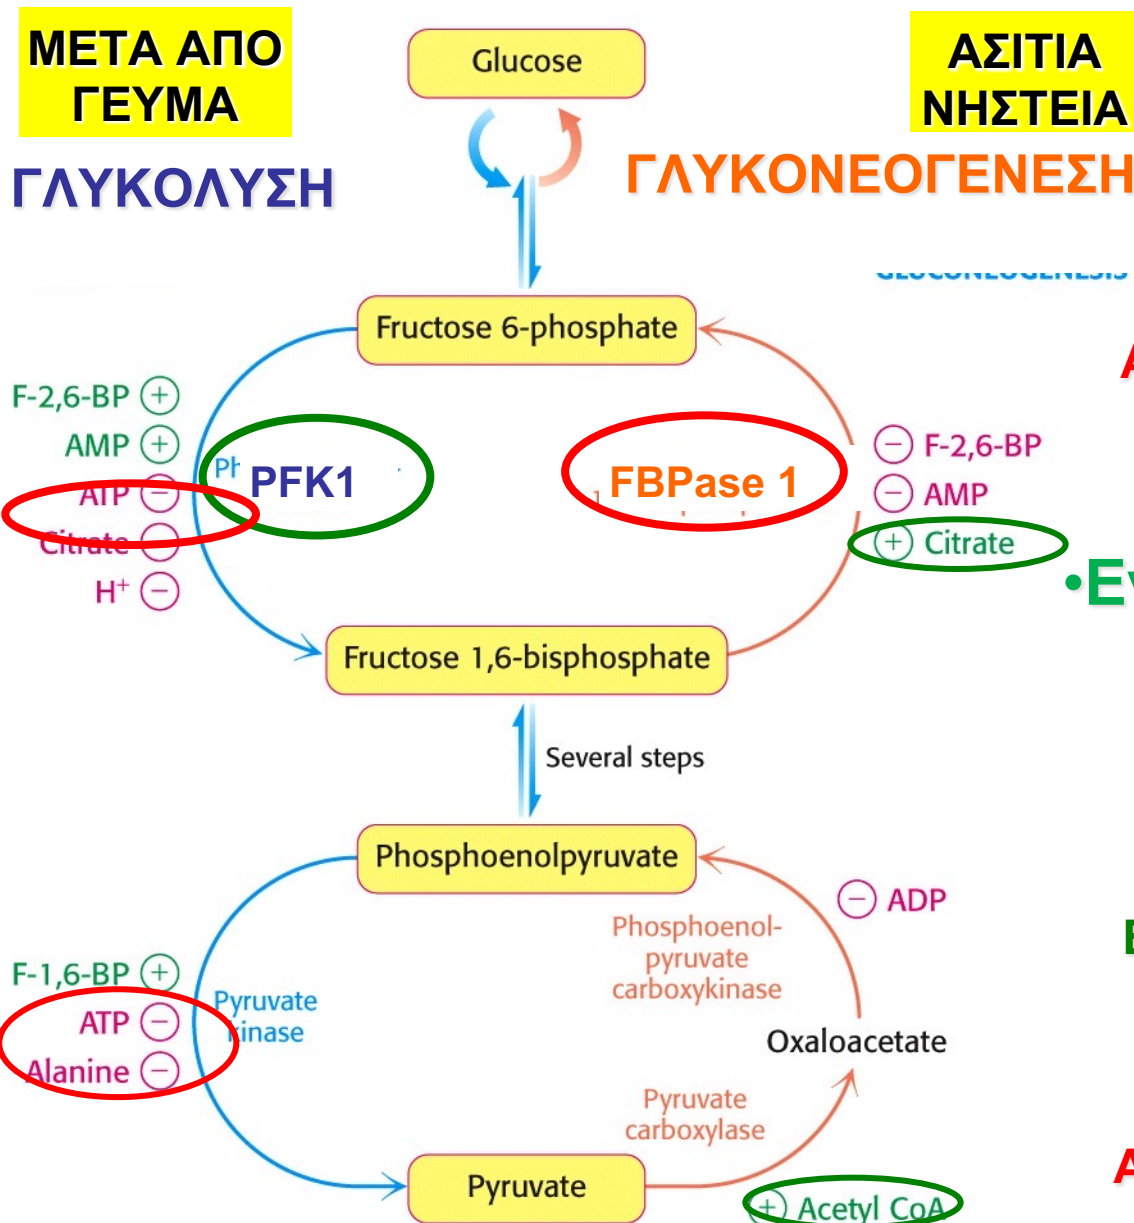 ΜΕΤΑ ΑΠΟ
ΓΕΥΜΑ
Glucose
ΑΣΙΤΙΑ
ΝΗΣΤΕΙΑ
ΓΛΥΚΟΛΥΣΗ
ΓΛΥΚΟΝΕΟΓΕΝΕΣΗ
GLUCONEOGENESIS
Fructose 6-phosphate
F-2,6-BP +
AMP +
ATP −
Citrate −
H+ −
PFK1
FBPase 1
− F-2,6-BP
− AMP
+ Citrate
Fructose 1,6-bisphosphate
Several steps
Phosphoenolpyruvate
− ADP
Phosphoenol-
pyruvate
carboxykinase
F-1,6-BP +
ATP −
Alanine −
Pyruvate
kinase
Oxaloacetate
Pyruvate
carboxylase
Pyruvate
+ Acetyl CoA